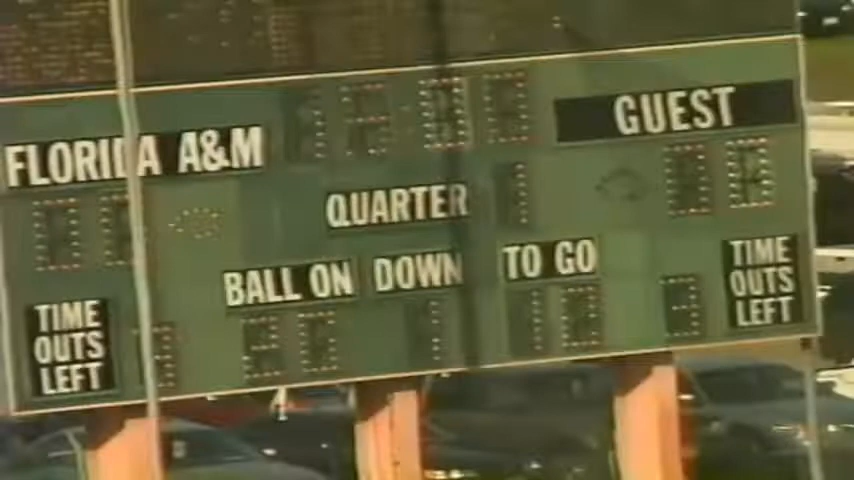 FLORIDA A&M
GUEST
QUARTER
BALL ON
DOWN
TO GO
TIME
OUTS
LEFT
TIME
OUTS
LEFT